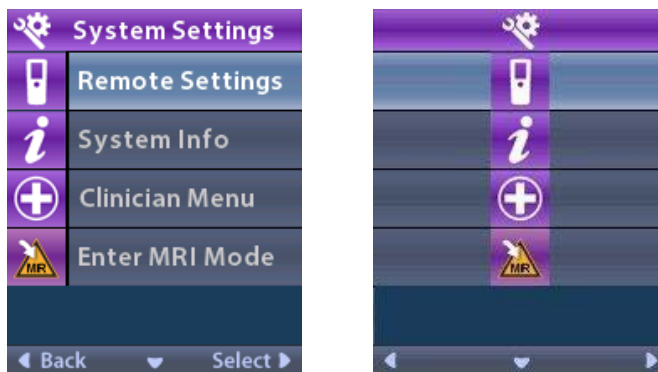 System Settings
Remote Settings
i System Info
Clinician Menu
MR Enter MRI Mode
Back Select
i
MR